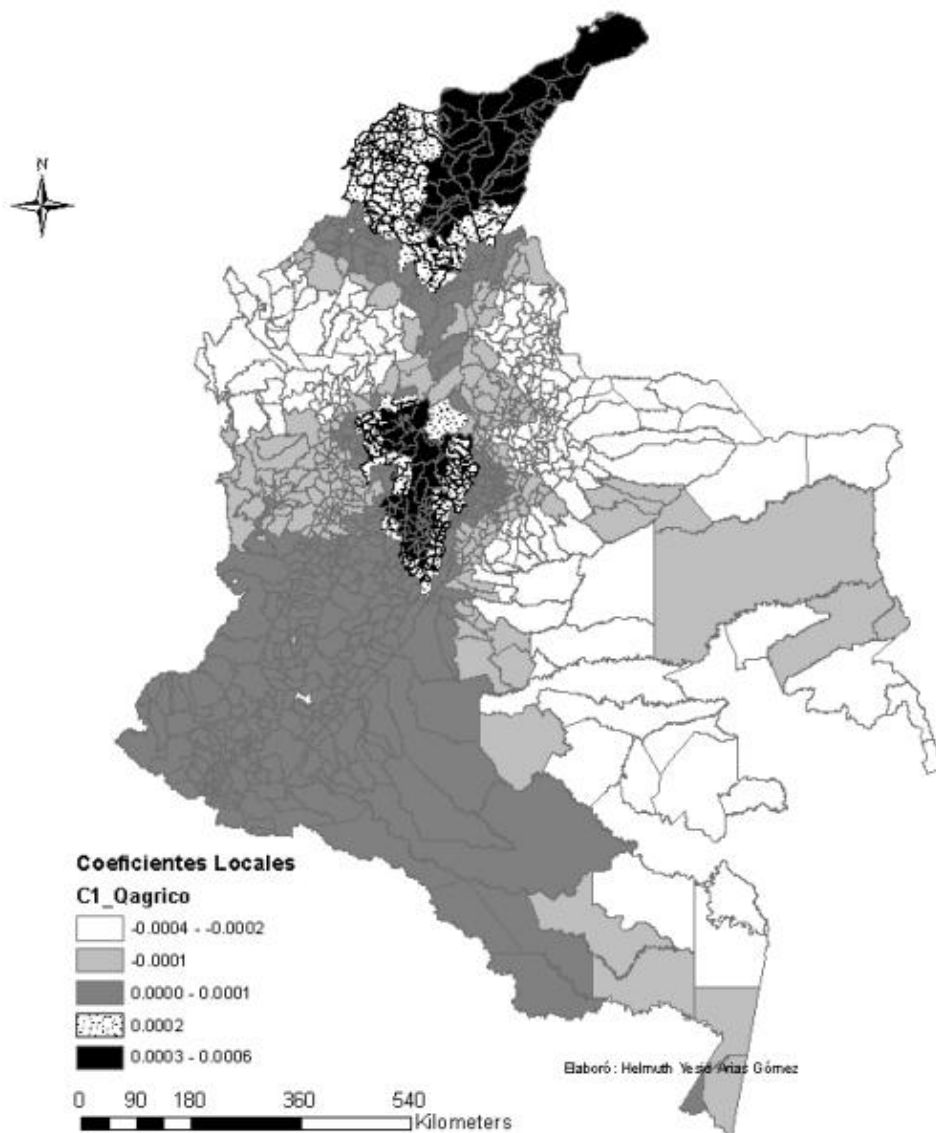 N
Coeficientes Locales
C1_Qagrico
-0.0004 - -0.0002
-0.0001
0.0000 - 0.0001
0.0002
0.0003 - 0.0006
Elaboró: Helmuth Yesid Arias Gómez
0 90 180 360 540
Kilometers